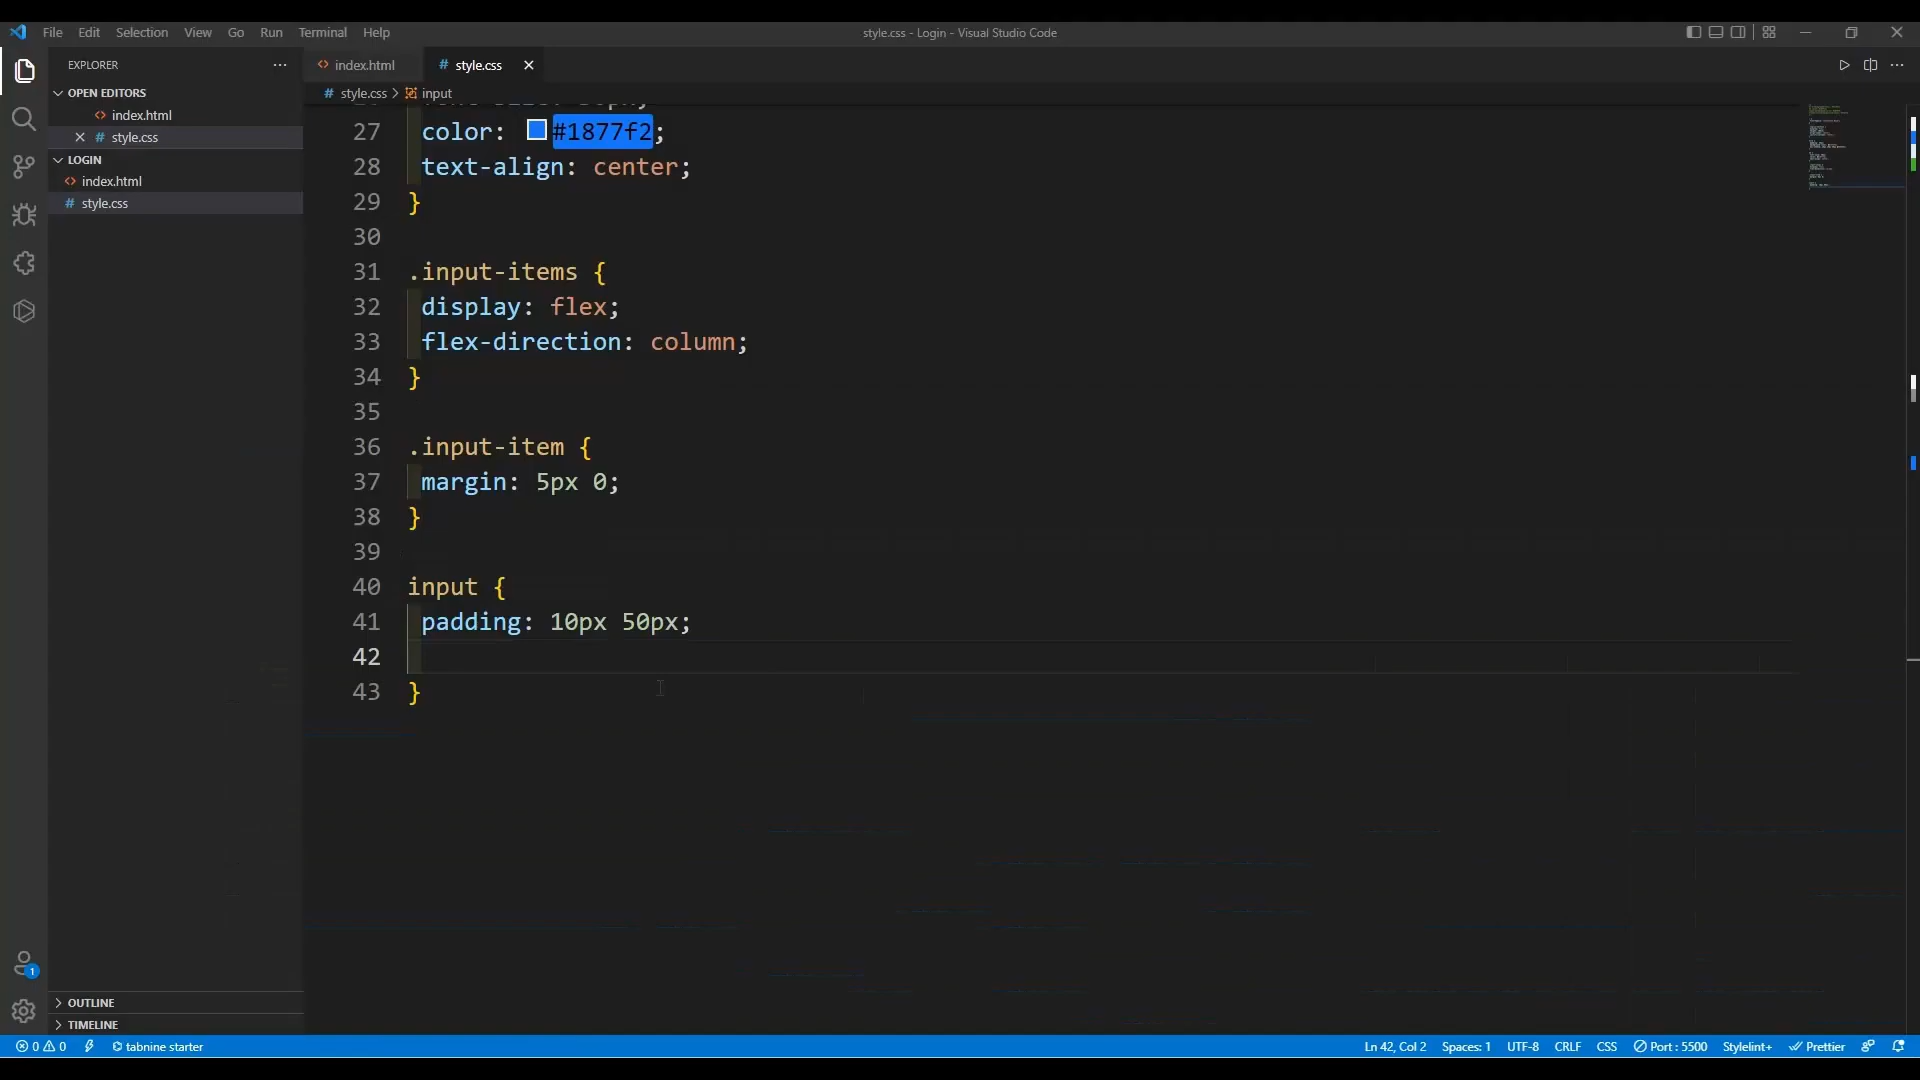 File Edit Selection View Go Run Terminal Help
style.css - Login - Visual Studio Code
EXPLORER
OPEN EDITORS
index.html
style.css
LOGIN
index.html
style.css
OUTLINE
TIMELINE
index.html
style.css
style.css > input
27 color: #1877f2;
28 text-align: center;
29 }
30
31 .input-items {
32 display: flex;
33 flex-direction: column;
34 }
35
36 .input-item {
37 margin: 5px 0;
38 }
39
40 input {
41 padding: 10px 50px;
42
43 }
1
0 0 tabnine starter
Ln 42, Col 2 Spaces: 1 UTF-8 CRLF CSS Port : 5500 Stylelint+ Prettier